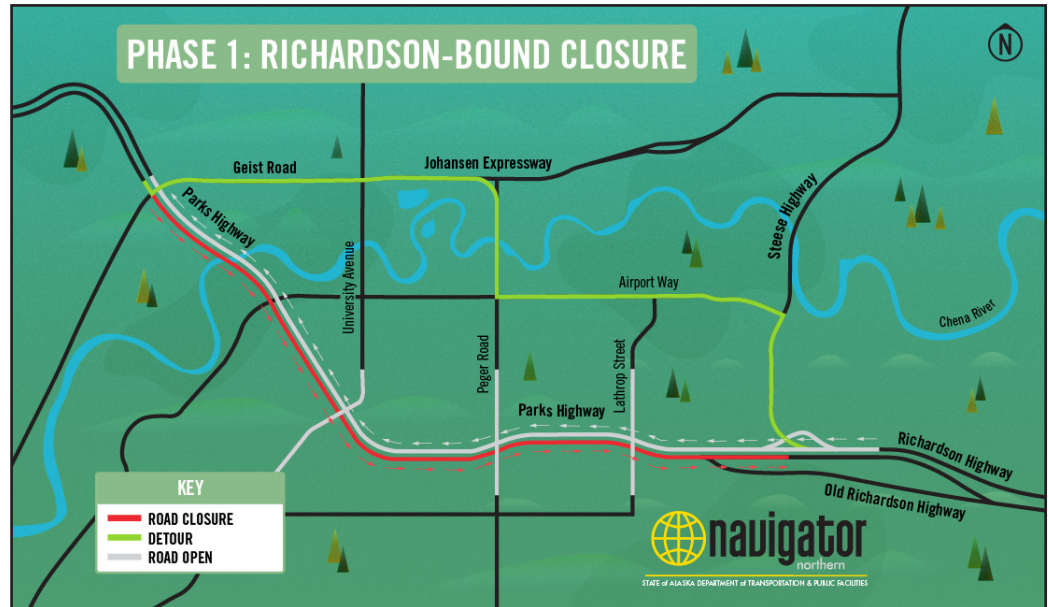 PHASE 1: RICHARDSON-BOUND CLOSURE
N
Geist Road
Johansen Expressway
Parks Highway
University Avenue
Steese Highway
Airport Way
Chena River
Peger Road
Lathrop Street
Parks Highway
Richardson Highway
Old Richardson Highway
KEY
ROAD CLOSURE
DETOUR
ROAD OPEN
navigator
northern
STATE of ALASKA DEPARTMENT of TRANSPORTATION & PUBLIC FACILITIES